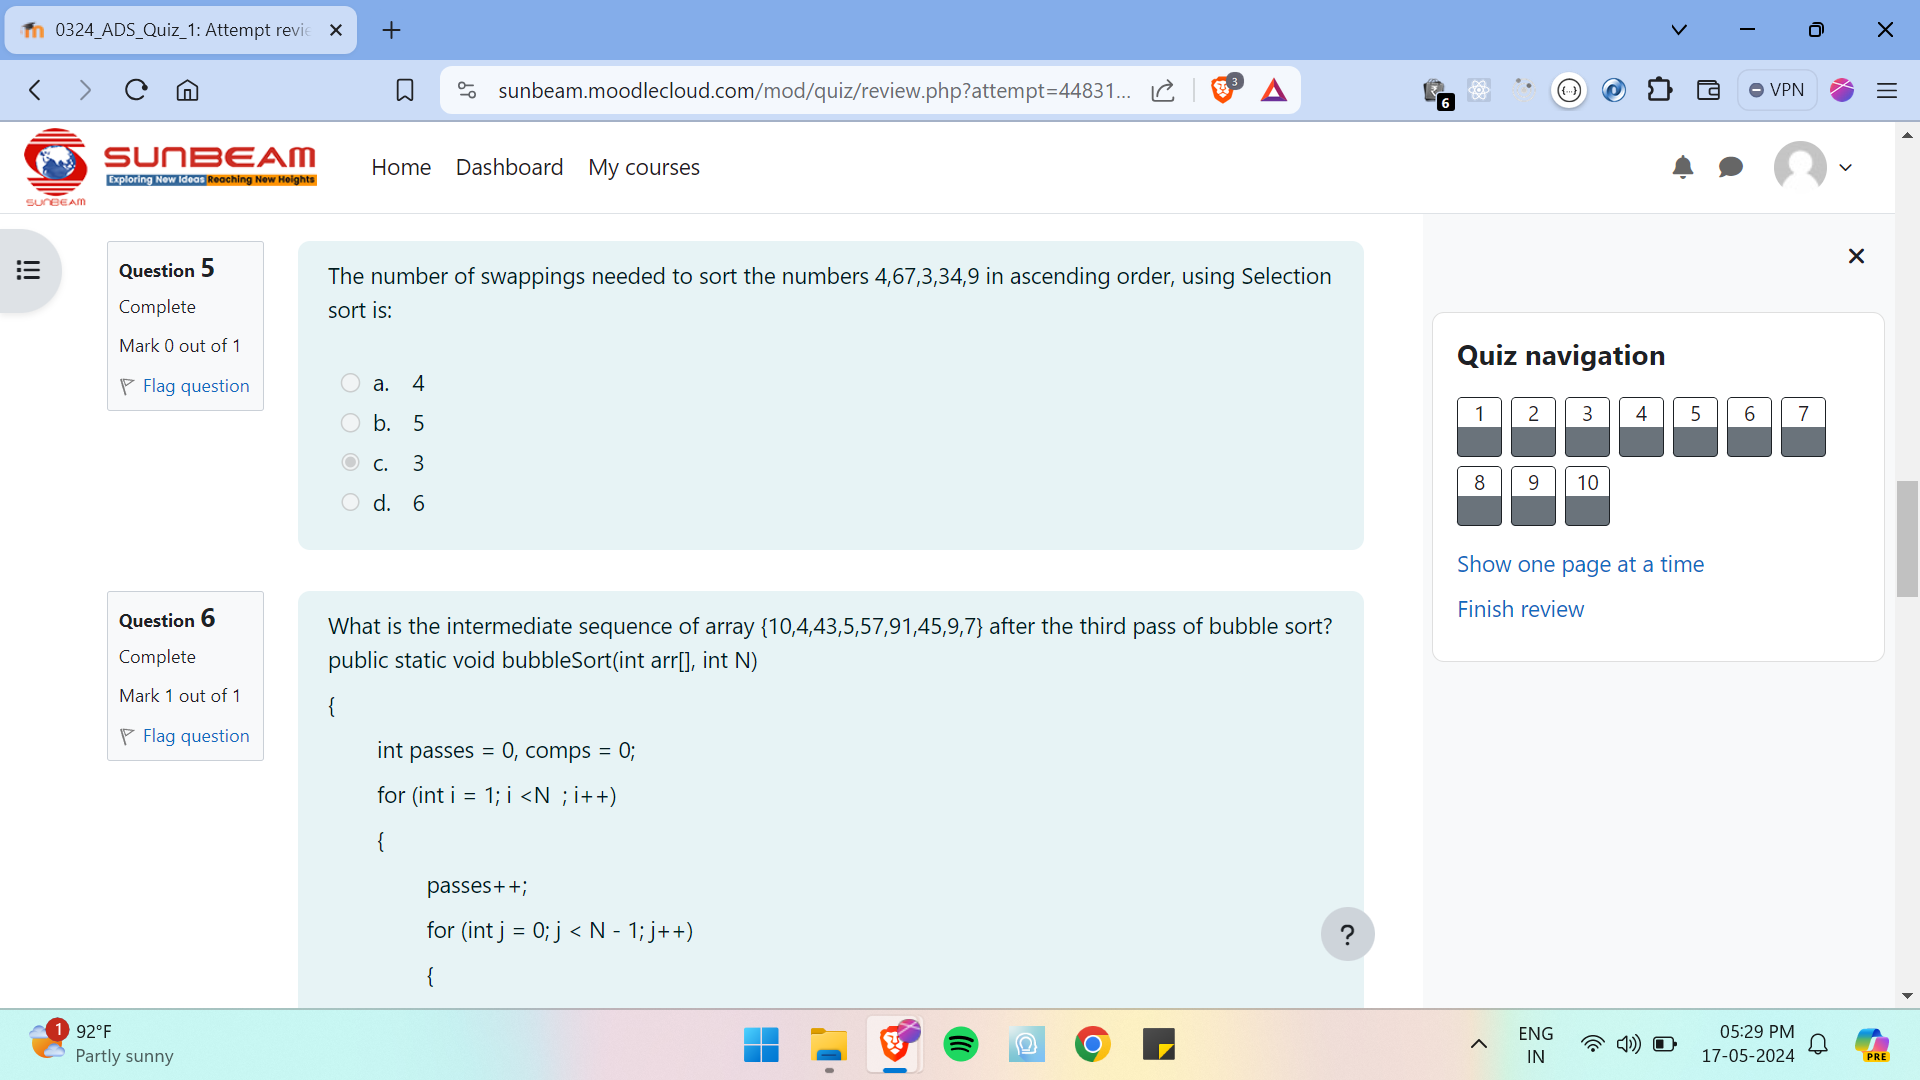 0324_ADS_Quiz_1: Attempt revie
sunbeam.moodlecloud.com/mod/quiz/review.php?attempt=44831...
3
6
VPN
SUNBEAM
Exploring New Ideas Reaching New Heights
SUNBEAM
Home Dashboard My courses
Question 5
Complete
Mark 0 out of 1
Flag question
The number of swappings needed to sort the numbers 4,67,3,34,9 in ascending order, using Selection
sort is:
a. 4
b. 5
c. 3
d. 6
Question 6
Complete
Mark 1 out of 1
Flag question
What is the intermediate sequence of array {10,4,43,5,57,91,45,9,7} after the third pass of bubble sort?
public static void bubbleSort(int arr[], int N)
{
int passes = 0, comps = 0;
for (int i = 1; i <N ; i++)
{
passes++;
for (int j = 0; j < N - 1; j++)
{
?
Quiz navigation
1 2 3 4 5 6 7
8 9 10
Show one page at a time
Finish review
1
92°F
Partly sunny
ENG
IN
05:29 PM
17-05-2024
PRE